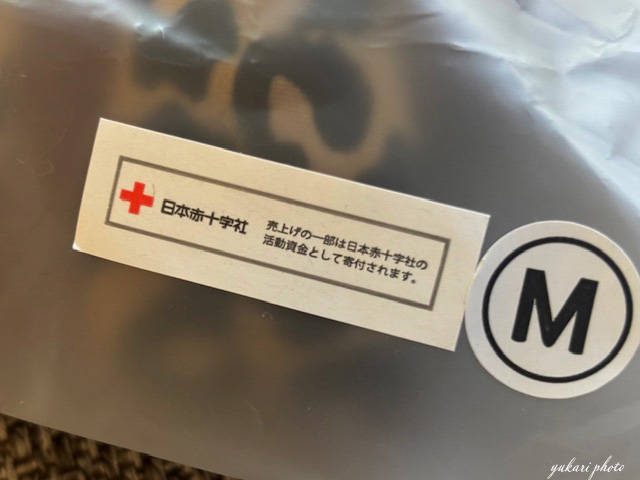 日本赤十字社
売上げの一部は日本赤十字社の
活動資金として寄付されます。
M
yukari photo